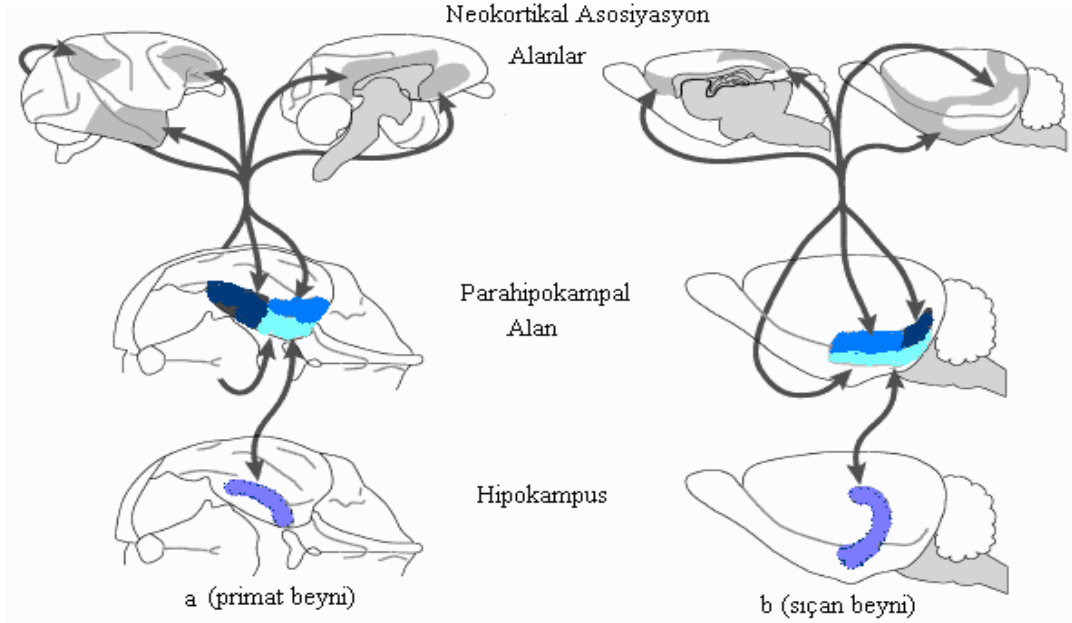 Neokortikal Asosiyasyon
Alanlar
Parahipokampal
Alan
Hipokampus
a (primat beyni)
b (sıçan beyni)